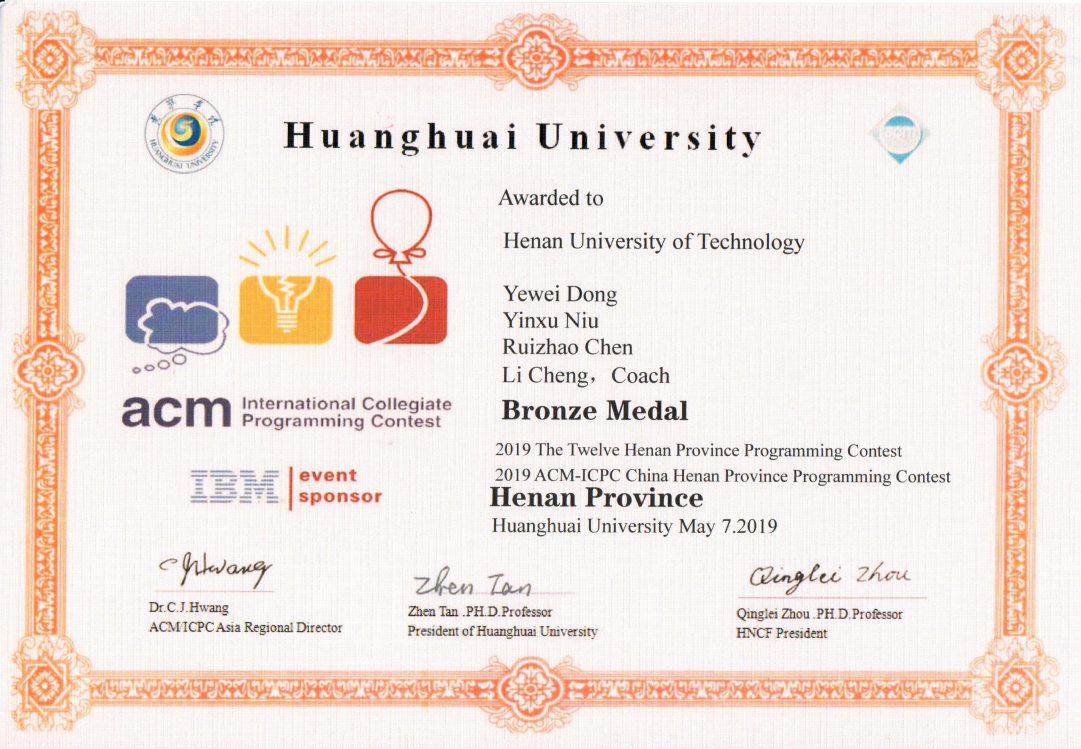 Huanghuai University
HUANGHUAI UNIVERSITY
Awarded to
Henan University of Technology
Yewei Dong
Yinxu Niu
Ruizhao Chen
Li Cheng，Coach
Bronze Medal
2019 The Twelve Henan Province Programming Contest
2019 ACM-ICPC China Henan Province Programming Contest
Henan Province
Huanghuai University May 7.2019
acm International Collegiate
Programming Contest
IBM event
sponsor
CJHwang
Dr.C.J.Hwang
ACM/ICPC Asia Regional Director
Zhen Tan
Zhen Tan .PH.D.Professor
President of Huanghuai University
Qinglei Zhou
Qinglei Zhou .PH.D.Professor
HNCF President